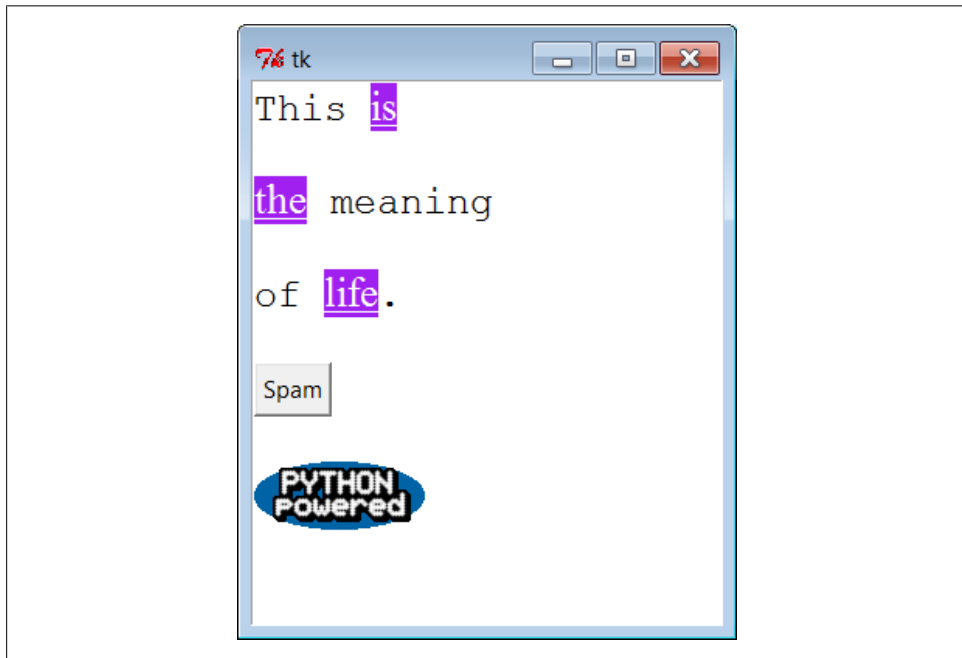 tk
This is
the meaning
of life.
Spam
PYTHON
Powered